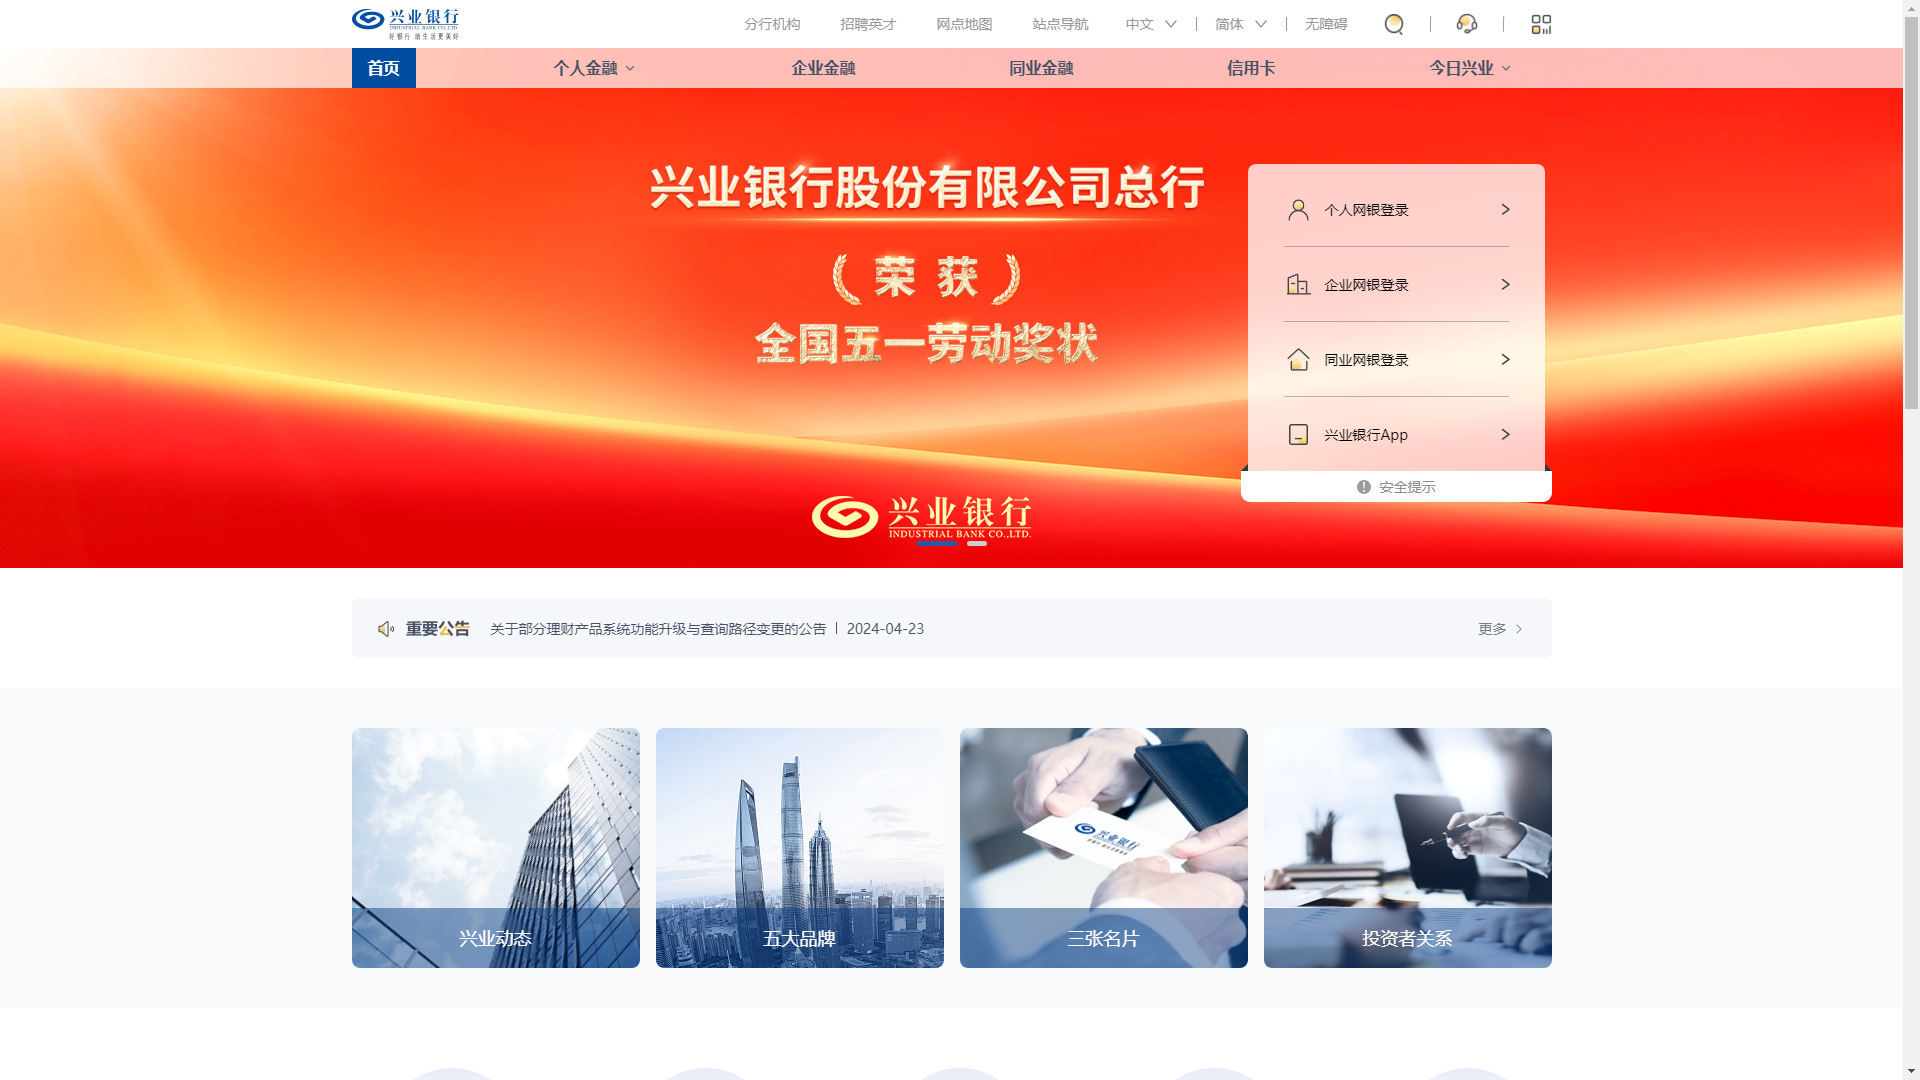 兴业银行
INDUSTRIAL BANK CO.,LTD.
好银行 助生活更美好
分行机构
招聘英才
网点地图
站点导航
中文
简体
无障碍
首页
个人金融
企业金融
同业金融
信用卡
今日兴业
兴业银行股份有限公司总行
荣 获
全国五一劳动奖状
兴业银行
INDUSTRIAL BANK CO.,LTD.
个人网银登录
企业网银登录
同业网银登录
兴业银行App
安全提示
重要公告
关于部分理财产品系统功能升级与查询路径变更的公告 | 2024-04-23
更多
兴业银行
兴业动态
五大品牌
三张名片
投资者关系